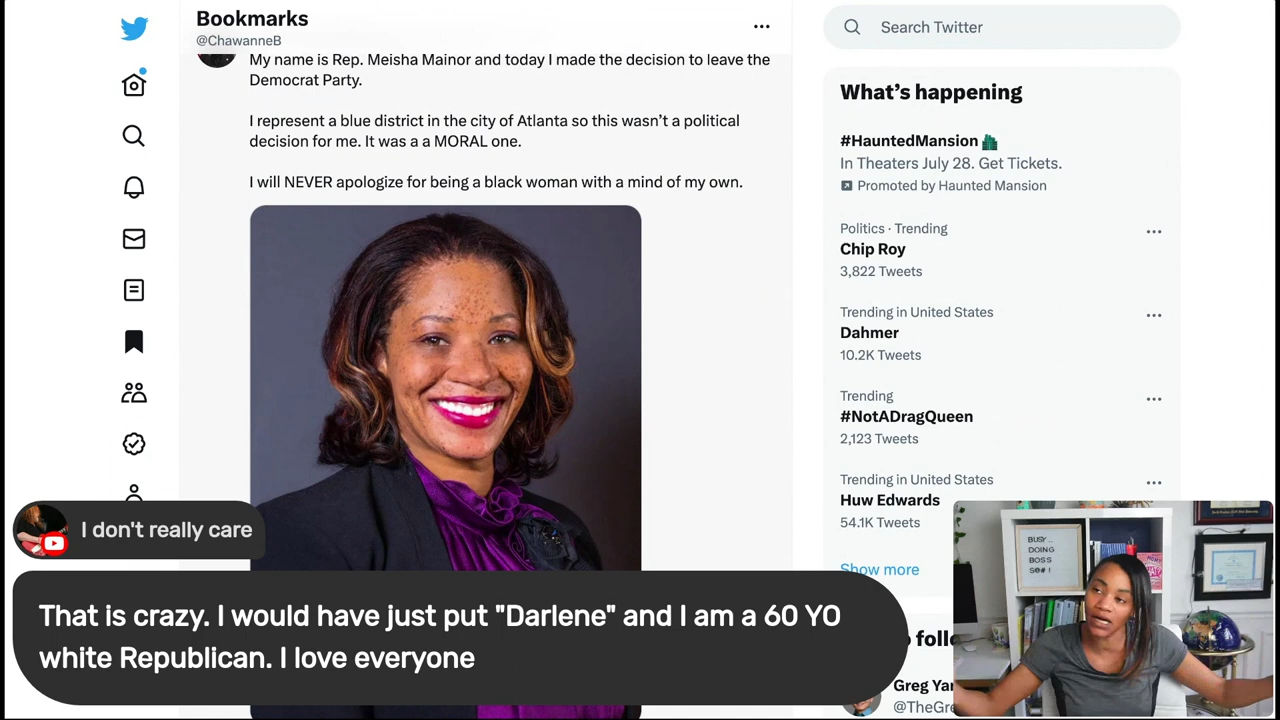 Bookmarks
@ChawanneB
My name is Rep. Meisha Mainor and today I made the decision to leave the
Democrat Party.
I represent a blue district in the city of Atlanta so this wasn't a political
decision for me. It was a a MORAL one.
I will NEVER apologize for being a black woman with a mind of my own.
Search Twitter
What's happening
#HauntedMansion
In Theaters July 28. Get Tickets.
Promoted by Haunted Mansion
Politics · Trending
Chip Roy
3,822 Tweets
Trending in United States
Dahmer
10.2K Tweets
Trending
#NotADragQueen
2,123 Tweets
Trending in United States
Huw Edwards
54.1K Tweets
Show more
Greg Yar
@TheGre
I don't really care
That is crazy. I would have just put "Darlene" and I am a 60 YO
white Republican. I love everyone
BUSY...
DOING
BOSS
S@# !